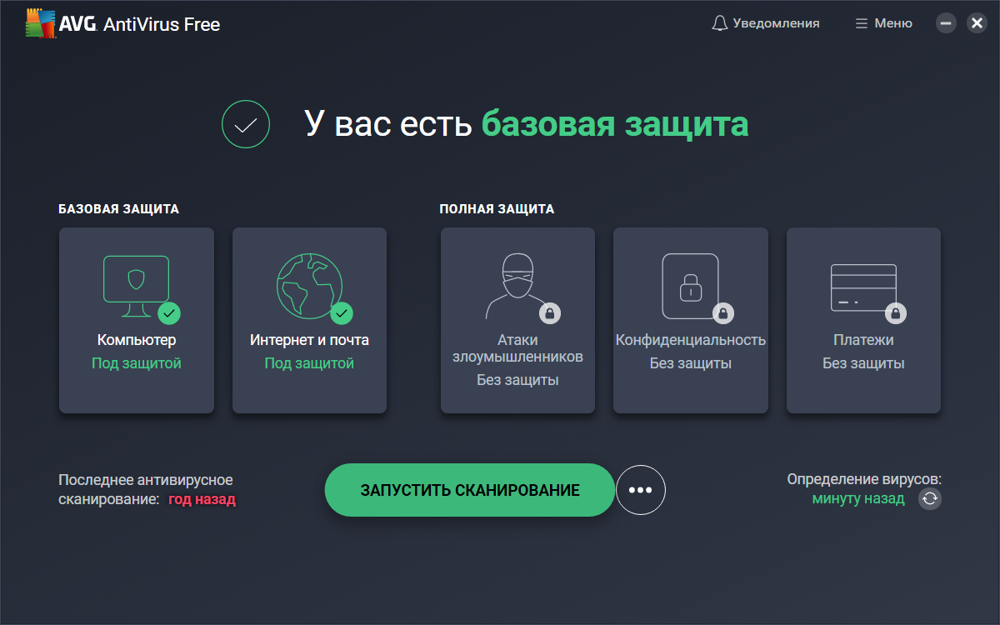 AVG AntiVirus Free
Уведомления
Меню
У вас есть базовая защита
БАЗОВАЯ ЗАЩИТА
Компьютер
Под защитой
Интернет и почта
Под защитой
ПОЛНАЯ ЗАЩИТА
Атаки
злоумышленников
Без защиты
Конфиденциальность
Без защиты
Платежи
Без защиты
Последнее антивирусное
сканирование: год назад
ЗАПУСТИТЬ СКАНИРОВАНИЕ
Определение вирусов:
минуту назад